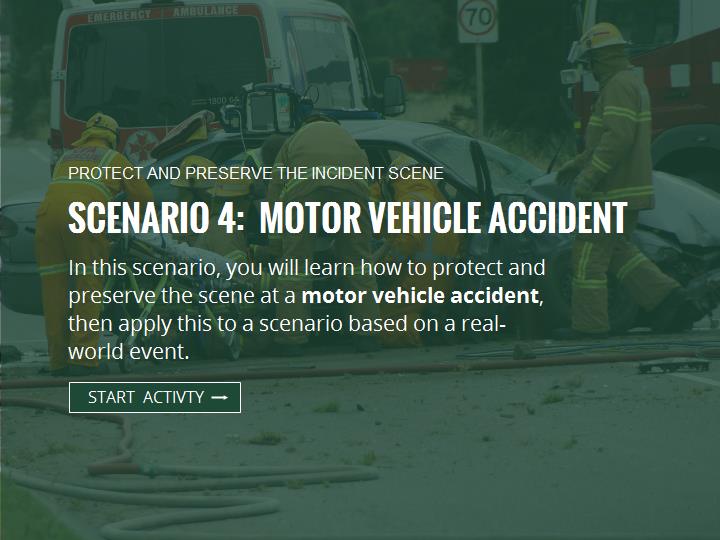 EMERGENCY AMBULANCE
70
1800 64
PROTECT AND PRESERVE THE INCIDENT SCENE
SCENARIO 4: MOTOR VEHICLE ACCIDENT
In this scenario, you will learn how to protect and
preserve the scene at a motor vehicle accident,
then apply this to a scenario based on a real-
world event.
START ACTIVTY